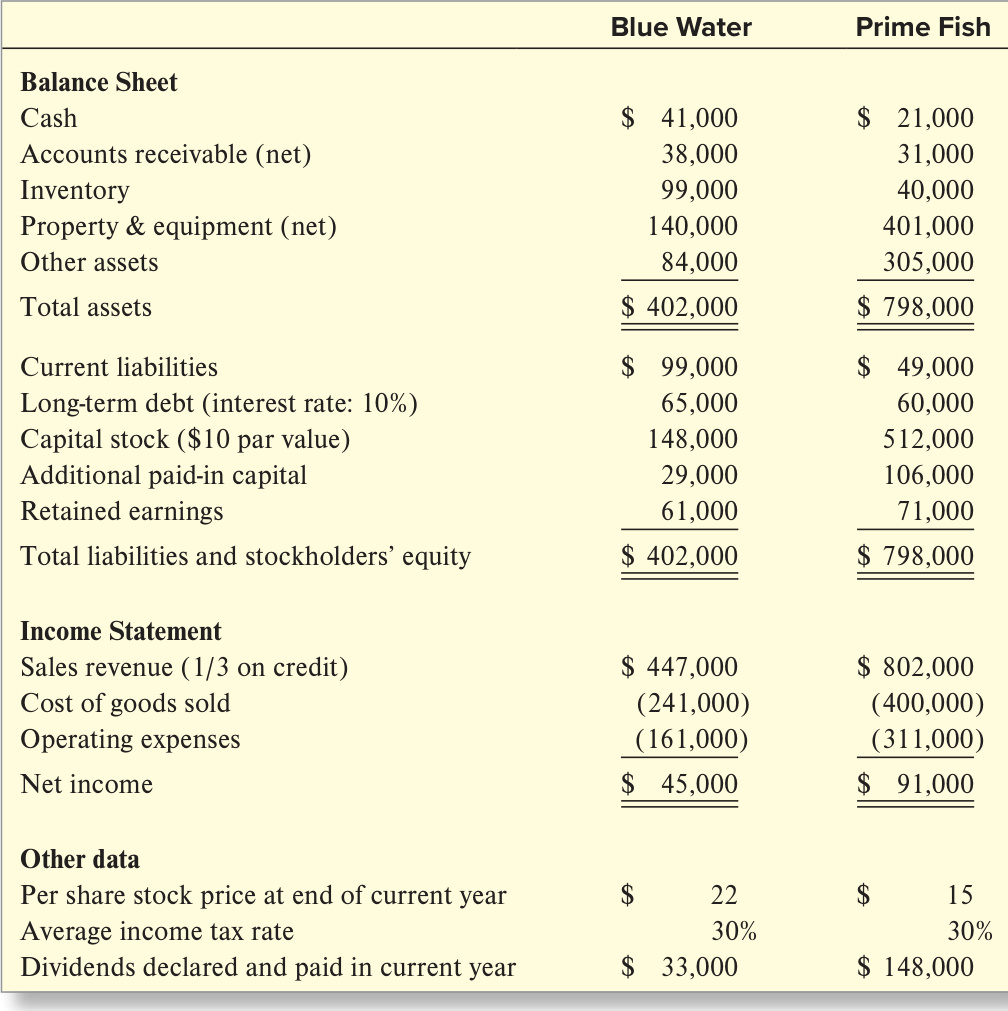 Blue Water Prime Fish
Balance Sheet
Cash $ 41,000 $ 21,000
Accounts receivable (net) 38,000 31,000
Inventory 99,000 40,000
Property & equipment (net) 140,000 401,000
Other assets 84,000 305,000
Total assets $ 402,000 $ 798,000
Current liabilities $ 99,000 $ 49,000
Long-term debt (interest rate: 10%) 65,000 60,000
Capital stock ($10 par value) 148,000 512,000
Additional paid-in capital 29,000 106,000
Retained earnings 61,000 71,000
Total liabilities and stockholders’ equity $ 402,000 $ 798,000
Income Statement
Sales revenue (1/3 on credit) $ 447,000 $ 802,000
Cost of goods sold (241,000) (400,000)
Operating expenses (161,000) (311,000)
Net income $ 45,000 $ 91,000
Other data
Per share stock price at end of current year $ 22 $ 15
Average income tax rate 30% 30%
Dividends declared and paid in current year $ 33,000 $ 148,000